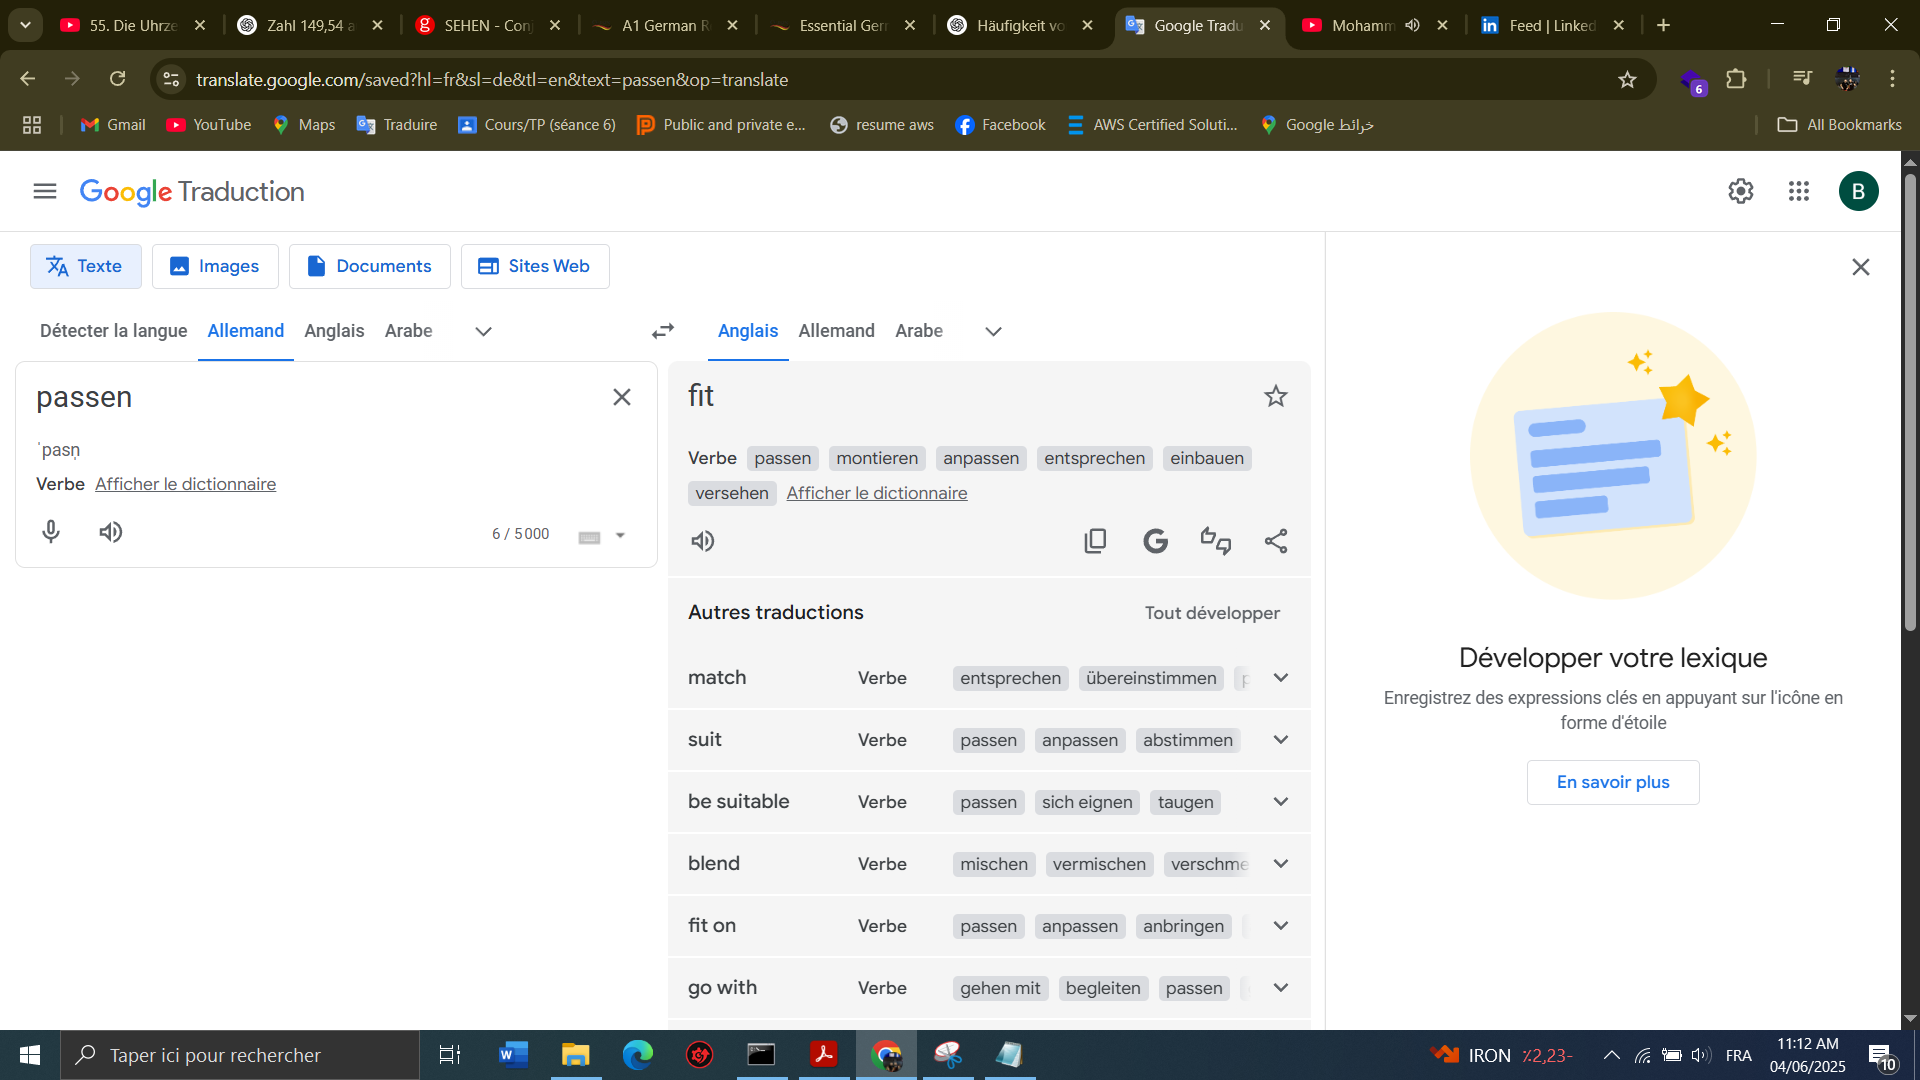 55. Die Uhrze
Zahl 149,54 a
SEHEN - Conj
A1 German R
Essential Ger
Häufigkeit vo
Google Tradu
Mohamm
Feed | Linked
translate.google.com/saved?hl=fr&sl=de&tl=en&text=passen&op=translate
6
Gmail
YouTube
Maps
Traduire
Cours/TP (séance 6)
Public and private e...
resume aws
Facebook
AWS Certified Soluti...
خرائط Google
All Bookmarks
Google Traduction
B
Texte
Images
Documents
Sites Web
Détecter la langue
Allemand
Anglais
Arabe
Anglais
Allemand
Arabe
passen
ˈpasn̩
Verbe Afficher le dictionnaire
6 / 5 000
fit
Verbe passen montieren anpassen entsprechen einbauen
versehen Afficher le dictionnaire
Autres traductions
Tout développer
match Verbe entsprechen übereinstimmen
suit Verbe passen anpassen abstimmen
be suitable Verbe passen sich eignen taugen
blend Verbe mischen vermischen verschme
fit on Verbe passen anpassen anbringen
go with Verbe gehen mit begleiten passen
Développer votre lexique
Enregistrez des expressions clés en appuyant sur l'icône en
forme d'étoile
En savoir plus
Taper ici pour rechercher
IRON ٪2,23-
FRA
11:12 AM
04/06/2025
10